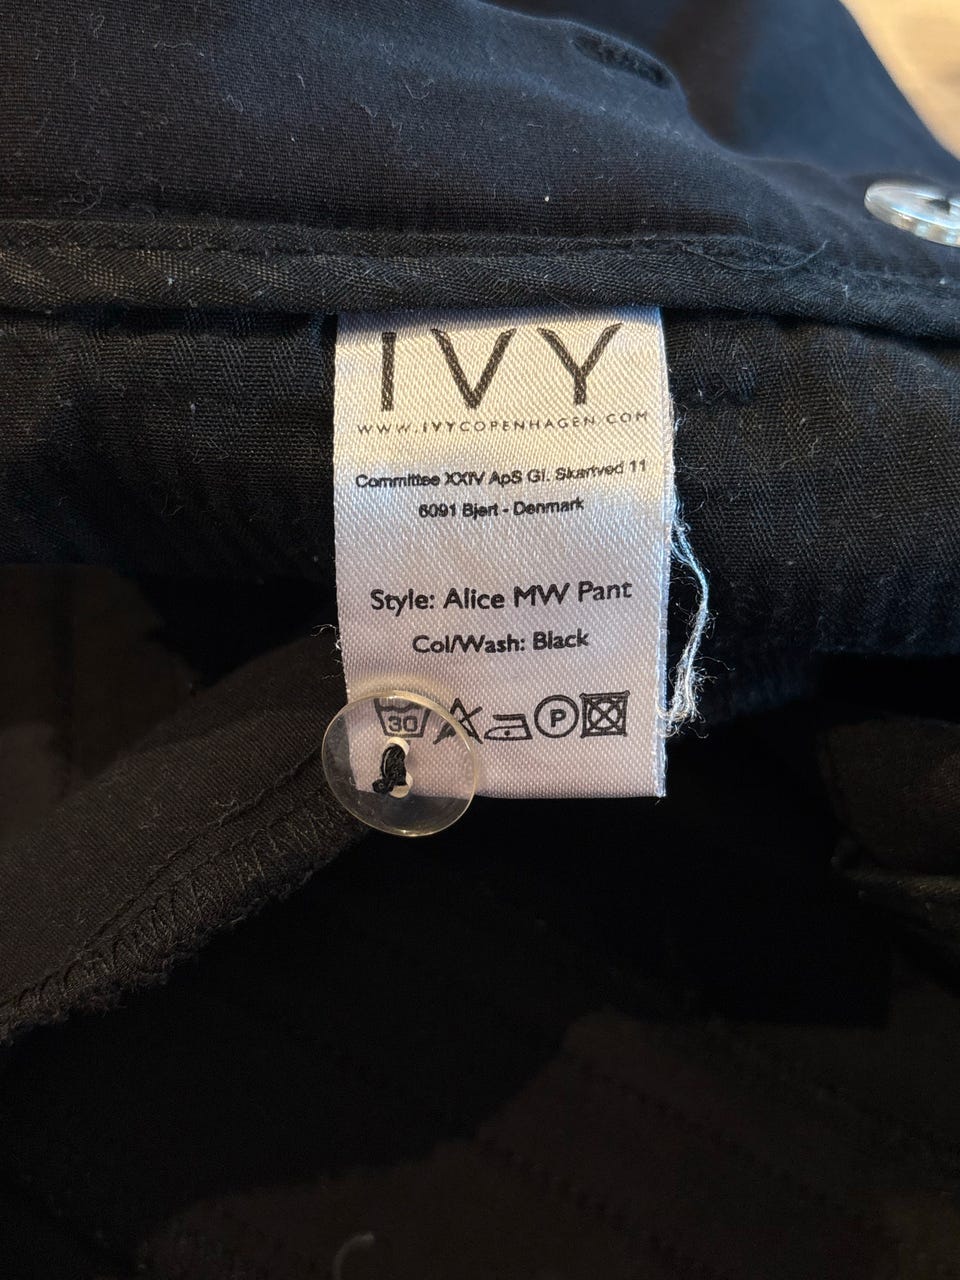 IVY
WWW.IVYCOPENHAGEN.COM
Committee XXIV ApS Gl. Skartved 11
6091 Bjert - Denmark
Style: Alice MW Pant
Col/Wash: Black
30 P